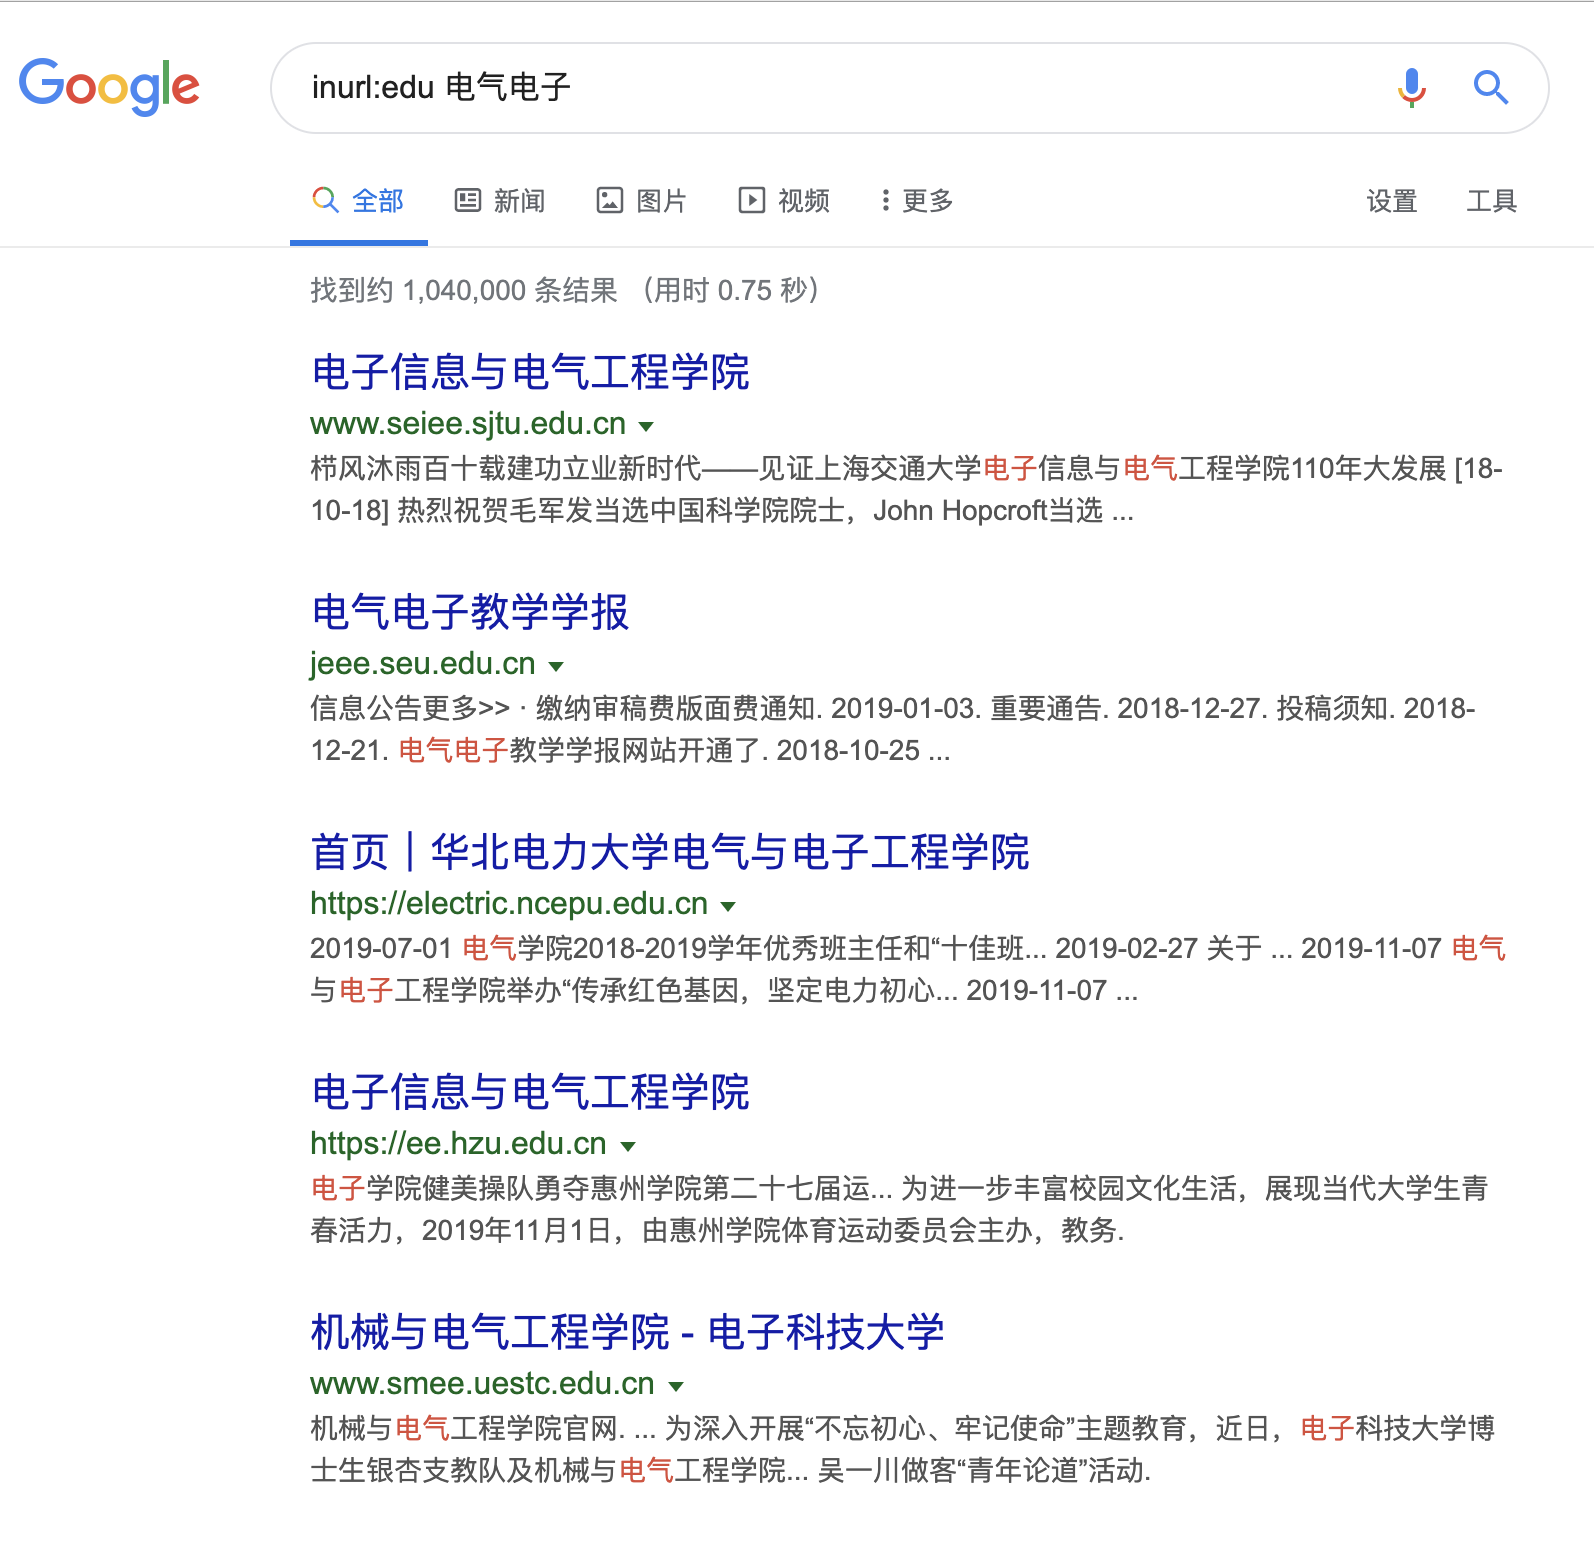 Google
inurl:edu 电气电子
全部 新闻 图片 视频 更多 设置 工具
找到约 1,040,000 条结果 （用时 0.75 秒）
电子信息与电气工程学院
www.seiee.sjtu.edu.cn
栉风沐雨百十载建功立业新时代——见证上海交通大学电子信息与电气工程学院110年大发展 [18-
10-18] 热烈祝贺毛军发当选中国科学院院士，John Hopcroft当选 ...
电气电子教学学报
jeee.seu.edu.cn
信息公告更多>> · 缴纳审稿费版面费通知. 2019-01-03. 重要通告. 2018-12-27. 投稿须知. 2018-
12-21. 电气电子教学学报网站开通了. 2018-10-25 ...
首页｜华北电力大学电气与电子工程学院
https://electric.ncepu.edu.cn
2019-07-01 电气学院2018-2019学年优秀班主任和“十佳班... 2019-02-27 关于 ... 2019-11-07 电气
与电子工程学院举办“传承红色基因，坚定电力初心... 2019-11-07 ...
电子信息与电气工程学院
https://ee.hzu.edu.cn
电子学院健美操队勇夺惠州学院第二十七届运... 为进一步丰富校园文化生活，展现当代大学生青
春活力，2019年11月1日，由惠州学院体育运动委员会主办，教务.
机械与电气工程学院 - 电子科技大学
www.smee.uestc.edu.cn
机械与电气工程学院官网. ... 为深入开展“不忘初心、牢记使命”主题教育，近日，电子科技大学博
士生银杏支教队及机械与电气工程学院... 吴一川做客“青年论道”活动.